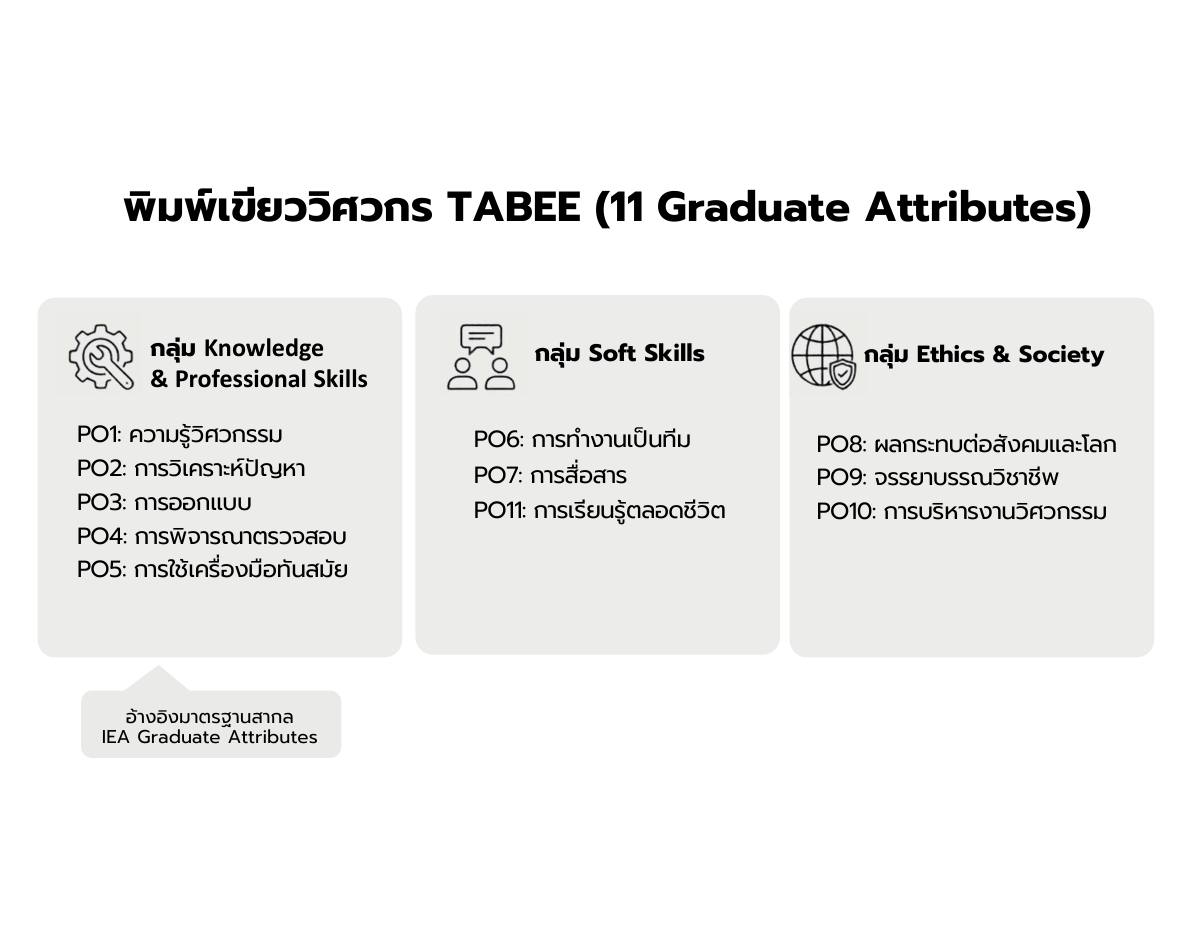 พิมพ์เขียววิศวกร TABEE (11 Graduate Attributes)
กลุ่ม Knowledge
& Professional Skills
PO1: ความรู้วิศวกรรม
PO2: การวิเคราะห์ปัญหา
PO3: การออกแบบ
PO4: การพิจารณาตรวจสอบ
PO5: การใช้เครื่องมือทันสมัย
กลุ่ม Soft Skills
PO6: การทำงานเป็นทีม
PO7: การสื่อสาร
PO11: การเรียนรู้ตลอดชีวิต
กลุ่ม Ethics & Society
PO8: ผลกระทบต่อสังคมและโลก
PO9: จรรยาบรรณวิชาชีพ
PO10: การบริหารงานวิศวกรรม
อ้างอิงมาตรฐานสากล
IEA Graduate Attributes